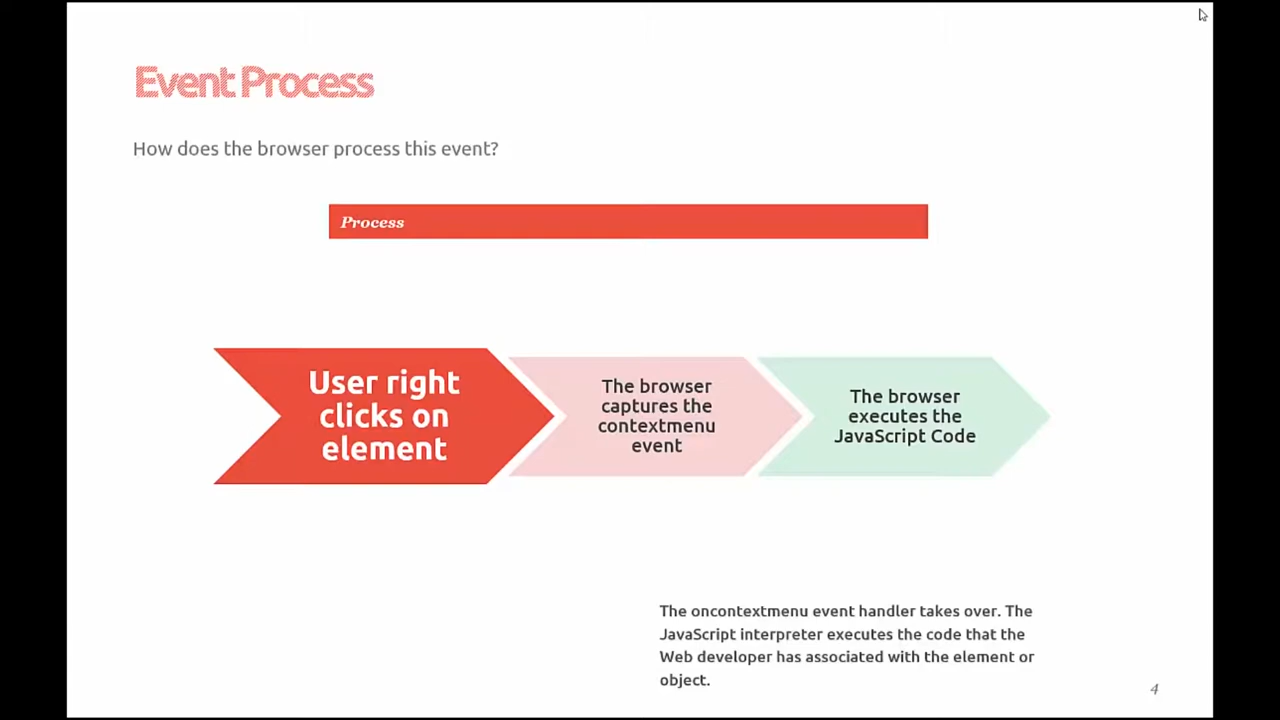 Event Process
How does the browser process this event?
Process
User right
clicks on
element
The browser
captures the
contextmenu
event
The browser
executes the
JavaScript Code
The oncontextmenu event handler takes over. The
JavaScript interpreter executes the code that the
Web developer has associated with the element or
object.
4